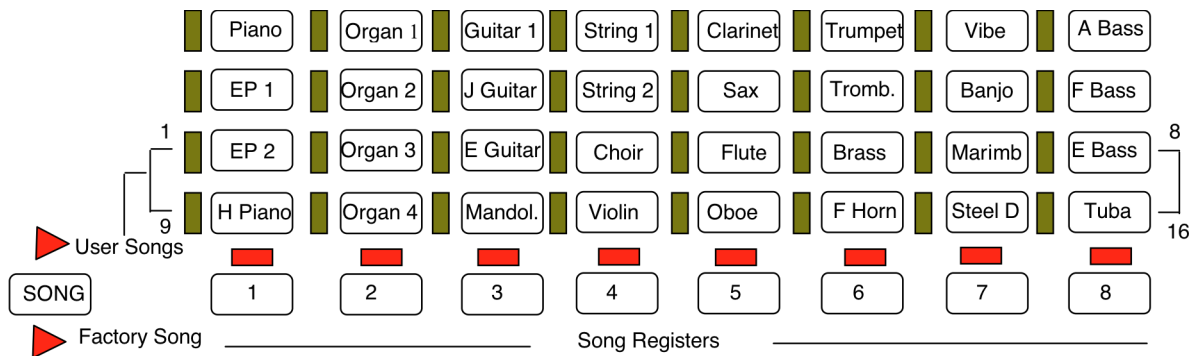 Piano Organ 1 Guitar 1 String 1 Clarinet Trumpet Vibe A Bass
EP 1 Organ 2 J Guitar String 2 Sax Tromb. Banjo F Bass
1 8
EP 2 Organ 3 E Guitar Choir Flute Brass Marimb E Bass
H Piano Organ 4 Mandol. Violin Oboe F Horn Steel D Tuba
9 16
User Songs
SONG 1 2 3 4 5 6 7 8
Factory Song Song Registers